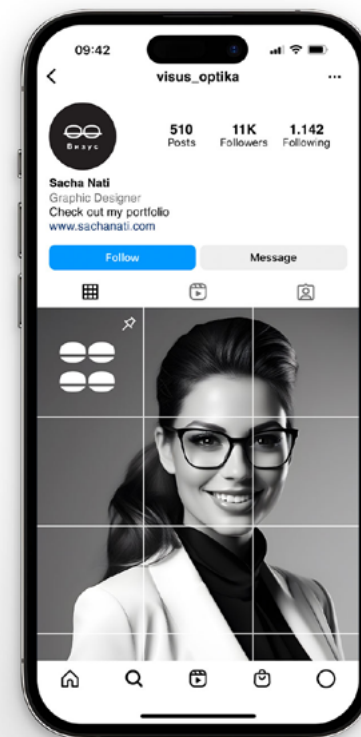 09:42
visus_optika
Визус
510 11K 1.142
Posts Followers Following
Sacha Nati
Graphic Designer
Check out my portfolio
www.sachanati.com
Follow Message